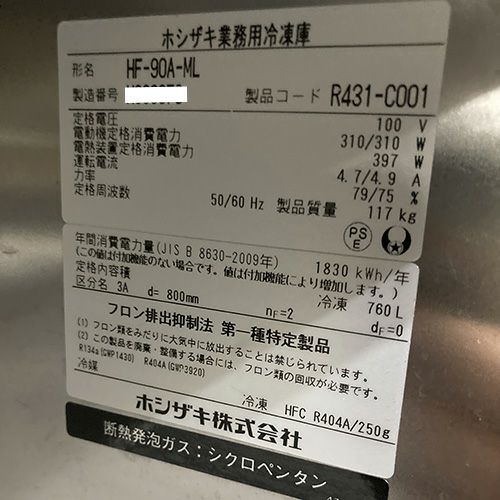 ホシザキ業務用冷凍庫
形名 HF-90A-ML
製造番号 製品コード R431-C001
定格電圧 100 V
電動機定格消費電力 310/310 W
電熱装置定格消費電力 397 W
運転電流 4.7/4.9 A
力率 79/75 %
定格周波数 50/60 Hz 製品質量 117 kg
PS
E
年間消費電力量(JIS B 8630-2009年) 1830 kWh/年
(この値は付加機能のない場合です。値は付加機能により増加します。)
定格内容積 冷凍 760L
区分名 3A d= 800mm nF=2 dF=0
フロン排出抑制法 第一種特定製品
(1) フロン類をみだりに大気中に放出することは禁じられています。
(2) この製品を廃棄・整備する場合には、フロン類の回収が必要です。
R134a(GWP1430) R404A(GWP3920)
冷媒 冷凍 HFC R404A/250g
ホシザキ株式会社
断熱発泡ガス：シクロペンタン